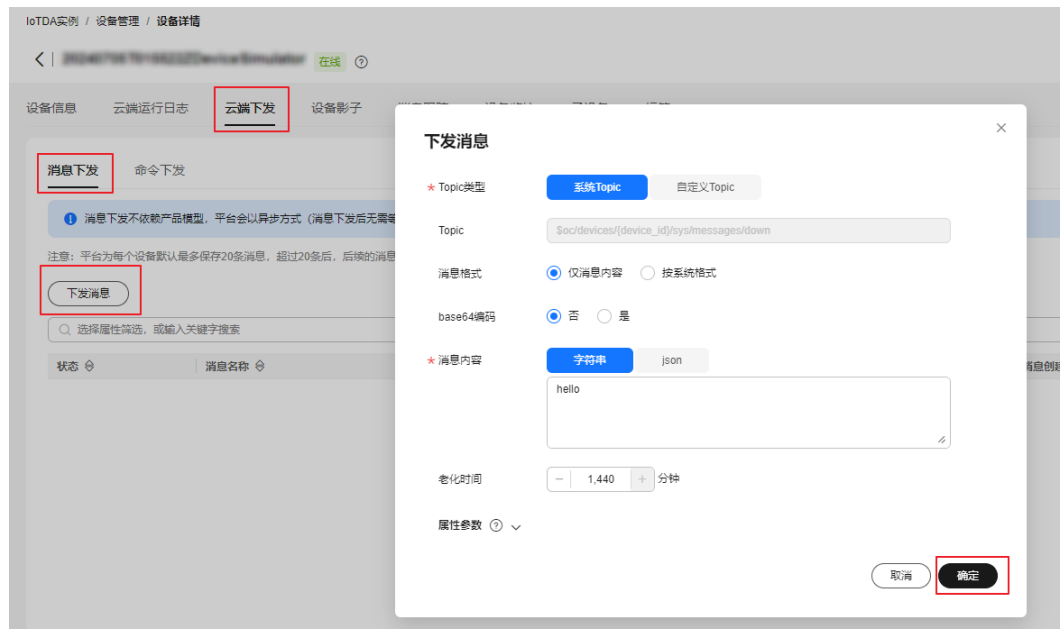 IoTDA实例 / 设备管理 / 设备详情
在线
设备信息 云端运行日志 云端下发 设备影子
消息下发 命令下发
消息下发不依赖产品模型，平台会以异步方式（消息下发后无需等
注意：平台为每个设备默认最多保存20条消息，超过20条后，后续的消息
下发消息
选择属性筛选，或输入关键字搜索
状态 消息名称
消息创建
下发消息
* Topic类型 系统Topic 自定义Topic
Topic $oc/devices/{device_id}/sys/messages/down
消息格式 仅消息内容 按系统格式
base64编码 否 是
* 消息内容 字符串 json
hello
老化时间 1,440 分钟
属性参数
取消 确定